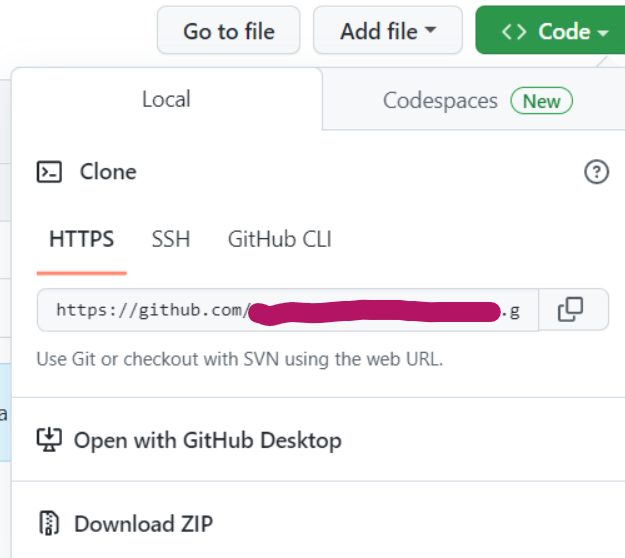 Go to file Add file <> Code
Local Codespaces New
Clone ?
HTTPS SSH GitHub CLI
https://github.com/ .g
Use Git or checkout with SVN using the web URL.
a
Open with GitHub Desktop
Download ZIP